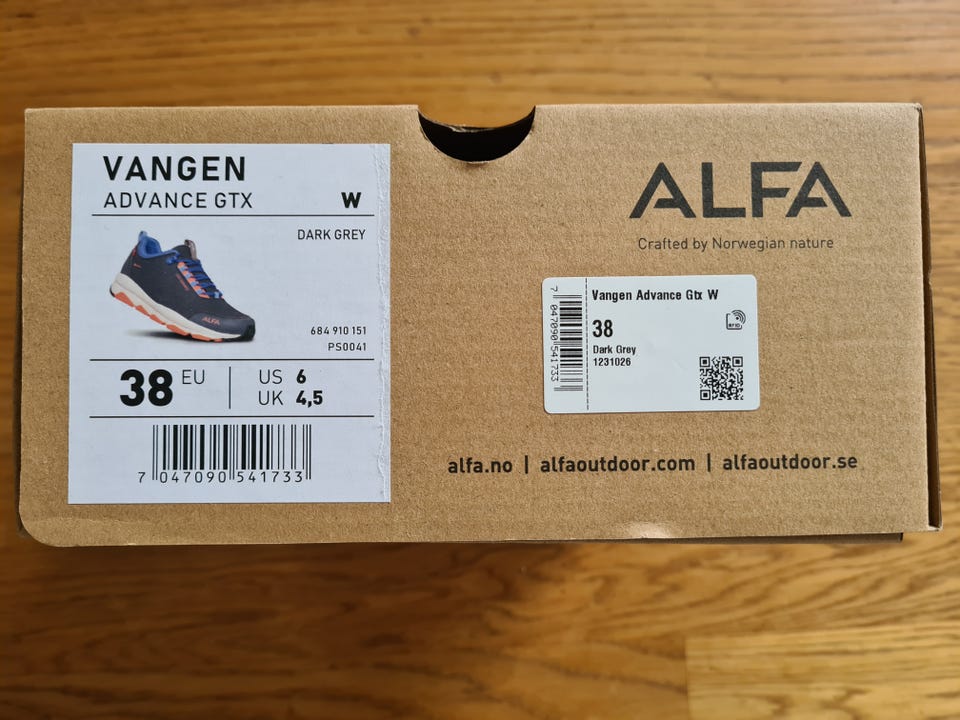 VANGEN
ADVANCE GTX W
DARK GREY
ALFA
684 910 151
PS0041
38 EU
US 6
UK 4,5
7 047090 541733
ALFA
Crafted by Norwegian nature
7 047090 541733
Vangen Advance Gtx W
38
RFID
Dark Grey
1231026
alfa.no | alfaoutdoor.com | alfaoutdoor.se